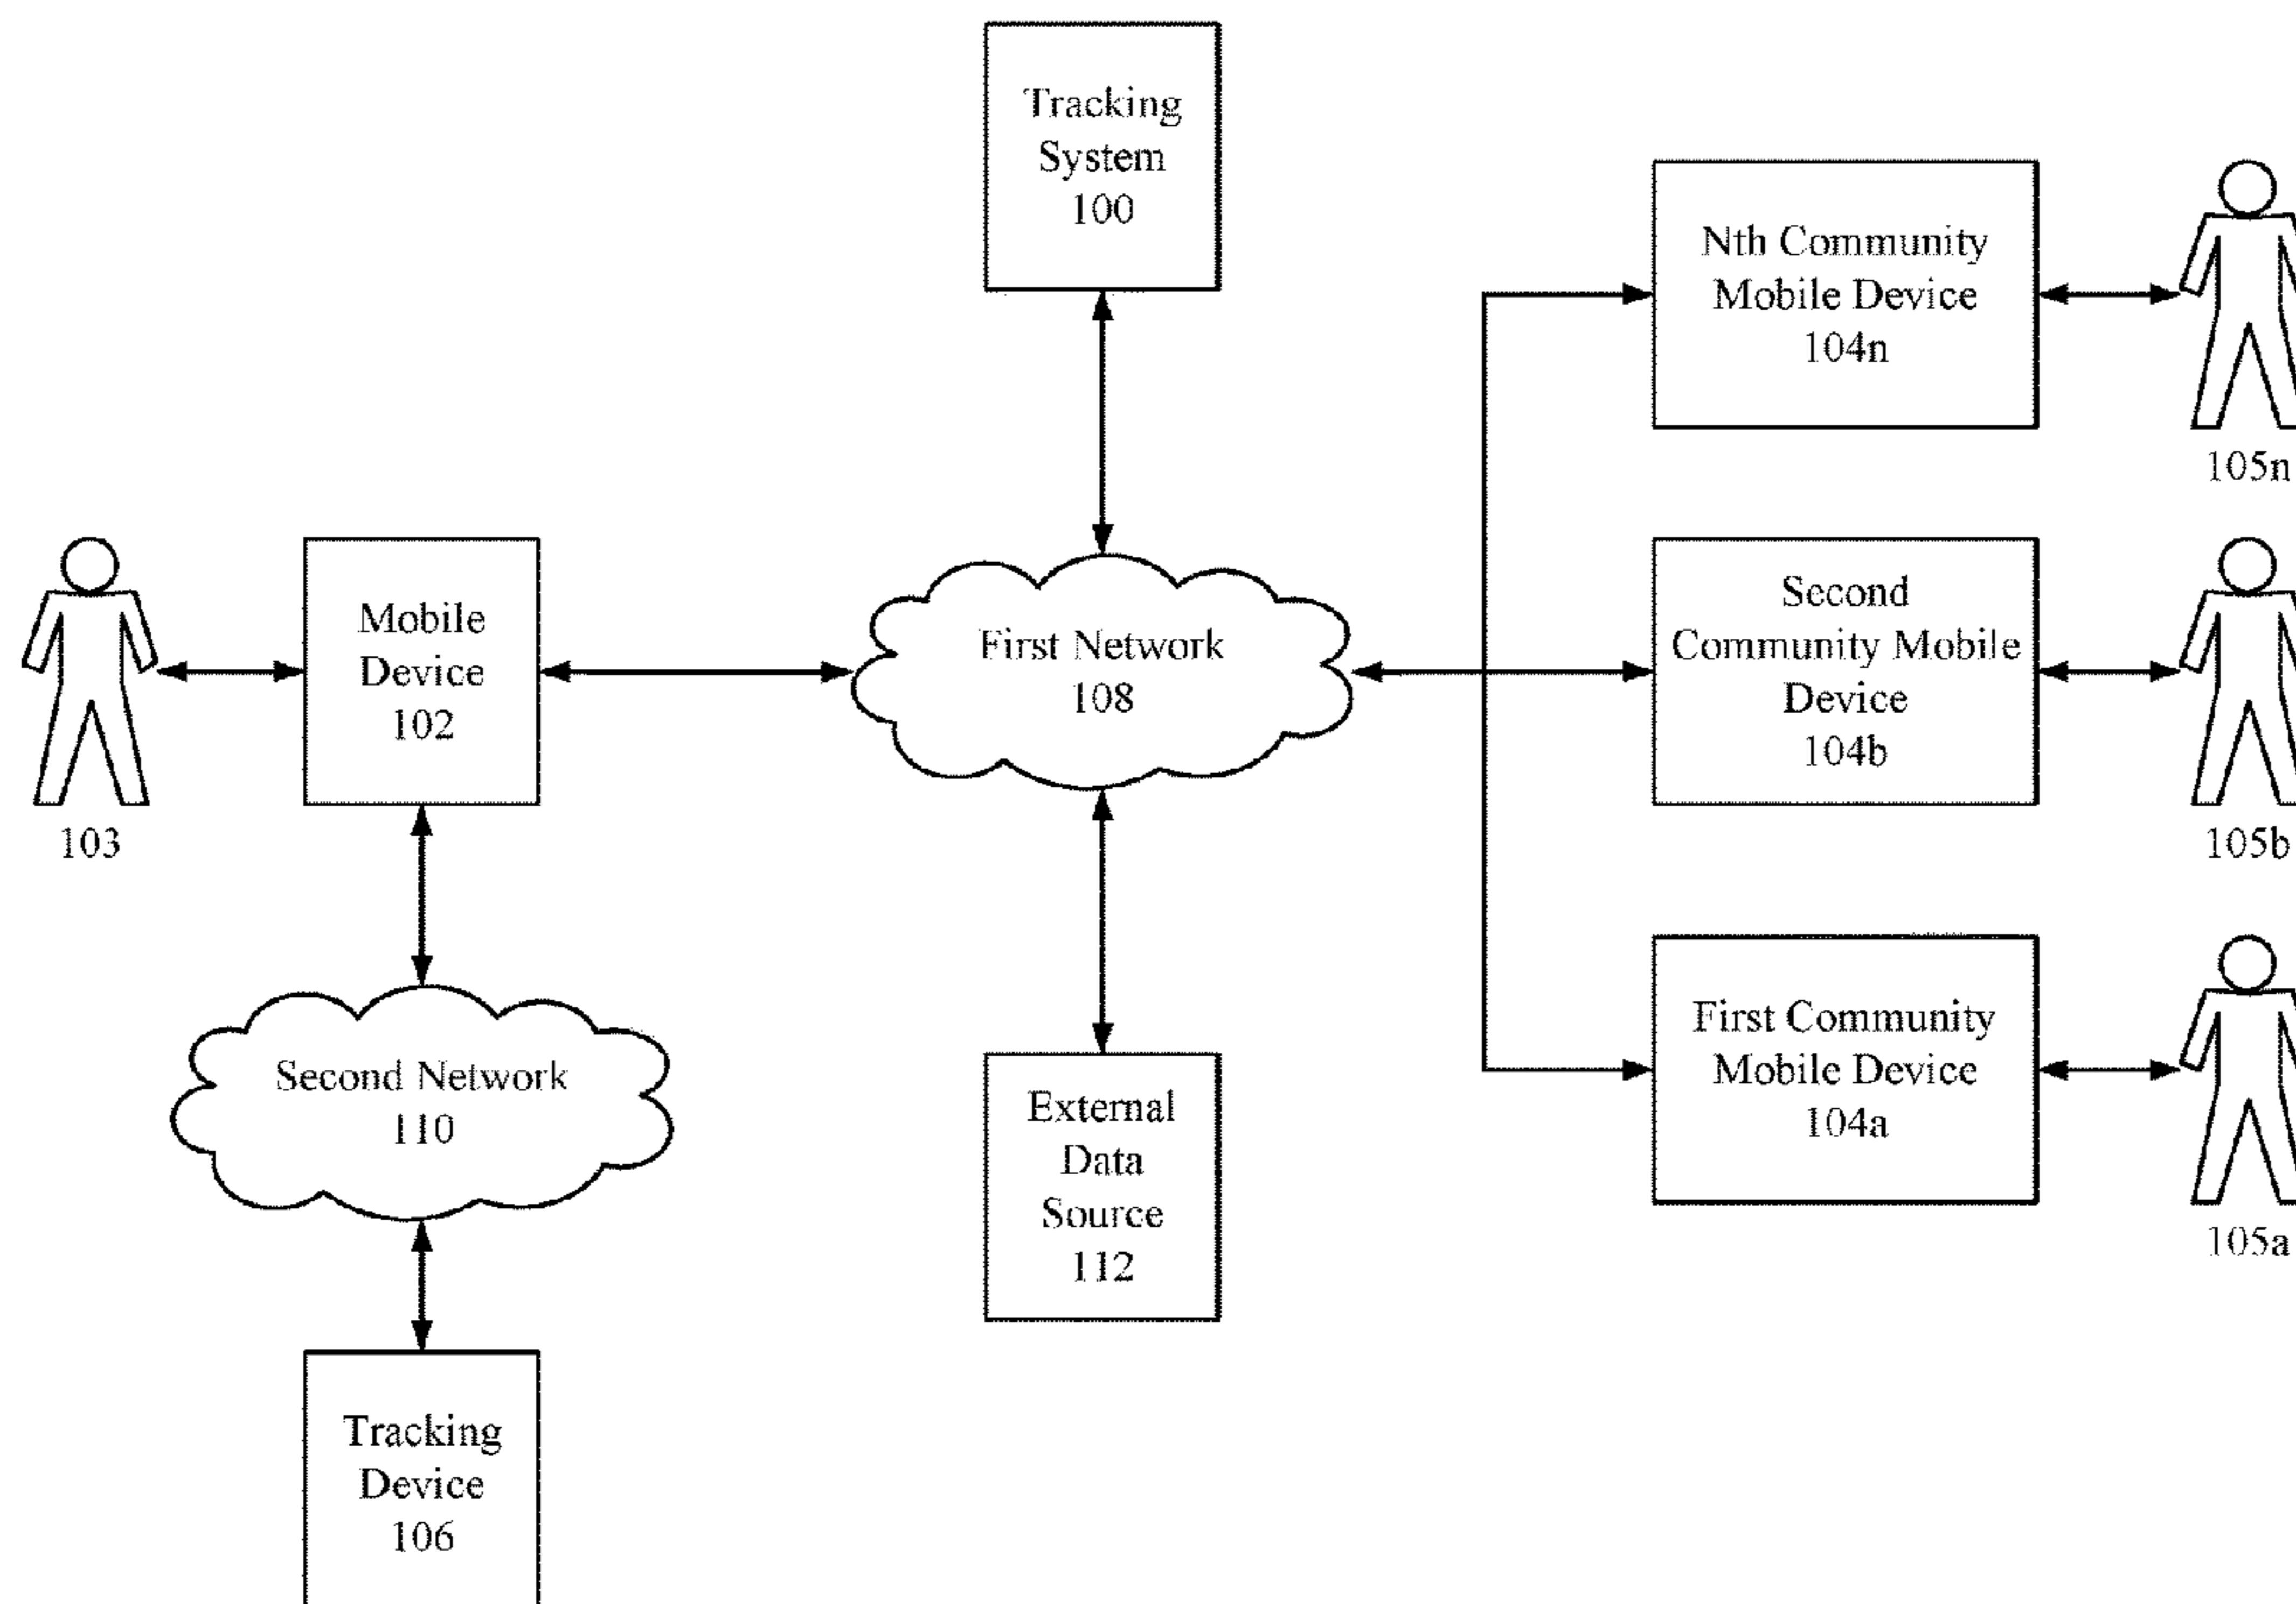 Tracking
System
100
Nth Community
Mobile Device
104n
105n
Mobile
Device
102
103
First Network
108
Second
Community Mobile
Device
104b
105b
Second Network
110
External
Data
Source
112
First Community
Mobile Device
104a
105a
Tracking
Device
106